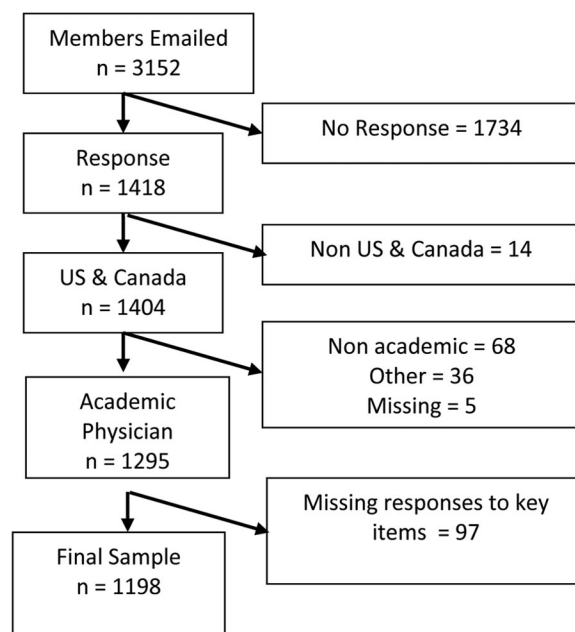 Members Emailed
n = 3152
No Response = 1734
Response
n = 1418
Non US & Canada = 14
US & Canada
n = 1404
Non academic = 68
Other = 36
Missing = 5
Academic
Physician
n = 1295
Missing responses to key
items = 97
Final Sample
n = 1198